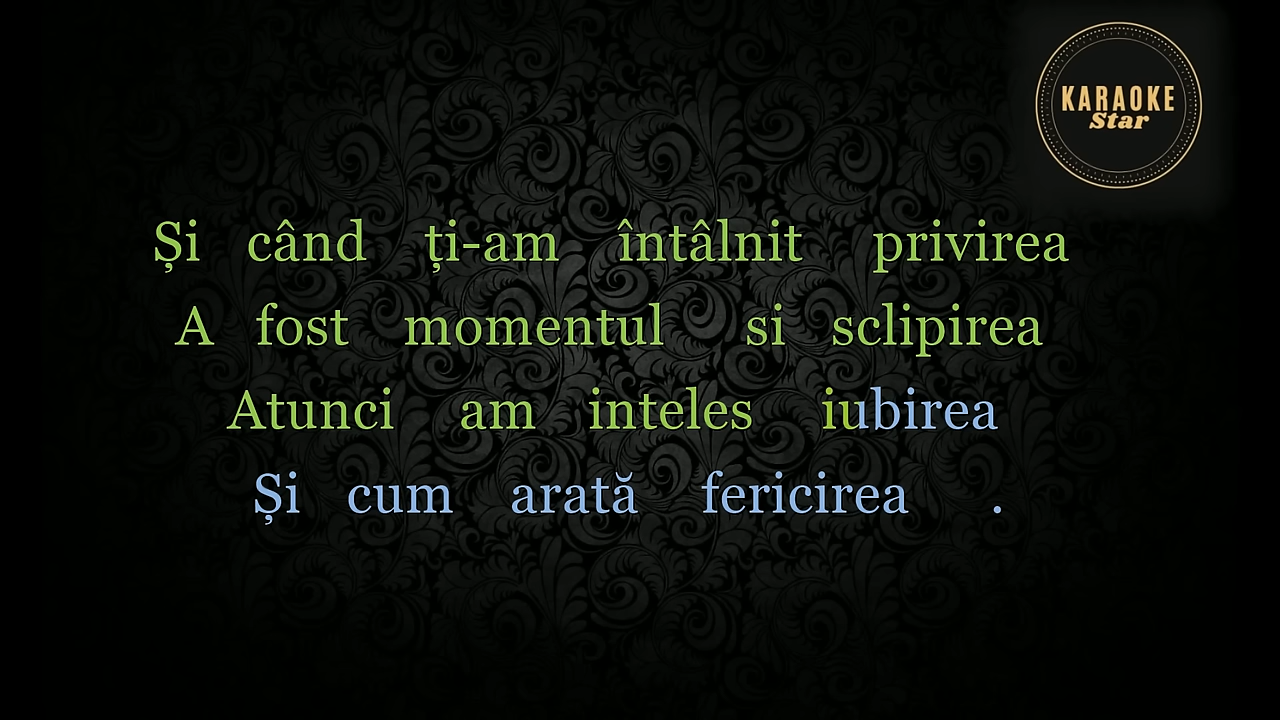 KARAOKE
Star
Și când ți-am întâlnit privirea
A fost momentul si sclipirea
Atunci am inteles iubirea
Și cum arată fericirea .